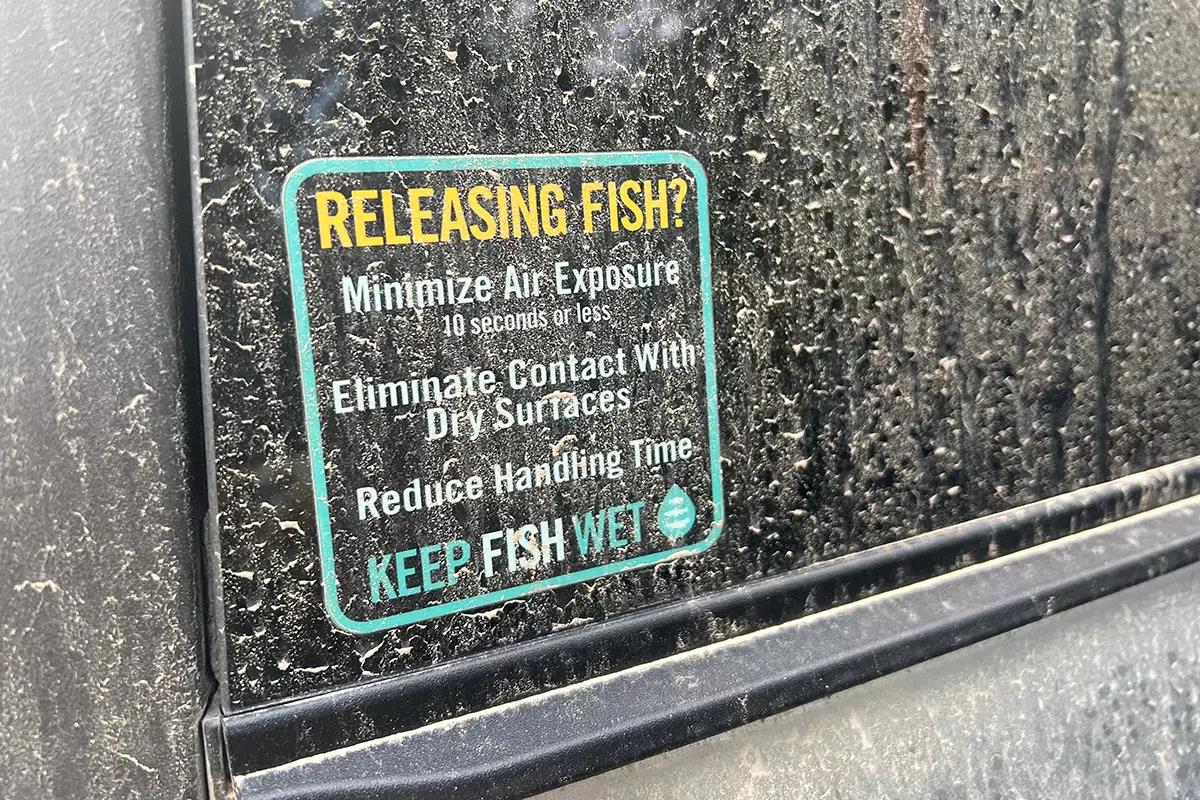 RELEASING FISH?
Minimize Air Exposure
10 seconds or less
Eliminate Contact With
Dry Surfaces
Reduce Handling Time
KEEP FISH WET